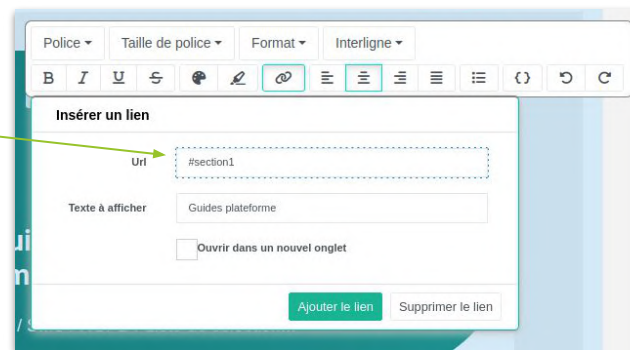 Police Taille de police Format Interligne
B I U S
Insérer un lien
Url #section1
Texte à afficher Guides plateforme
Ouvrir dans un nouvel onglet
Ajouter le lien Supprimer le lien